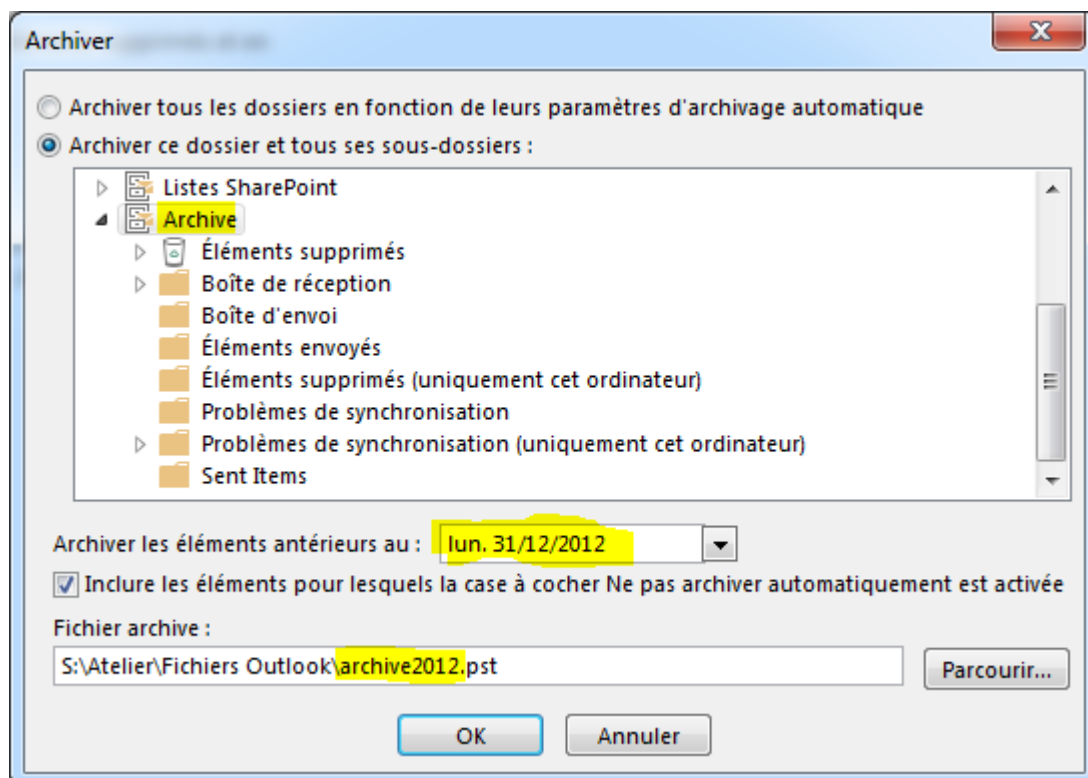 Archiver
Archiver tous les dossiers en fonction de leurs paramètres d'archivage automatique
Archiver ce dossier et tous ses sous-dossiers :
Listes SharePoint
Archive
Éléments supprimés
Boîte de réception
Boîte d'envoi
Éléments envoyés
Éléments supprimés (uniquement cet ordinateur)
Problèmes de synchronisation
Problèmes de synchronisation (uniquement cet ordinateur)
Sent Items
Archiver les éléments antérieurs au : lun. 31/12/2012
Inclure les éléments pour lesquels la case à cocher Ne pas archiver automatiquement est activée
Fichier archive :
S:\Atelier\Fichiers Outlook\archive2012.pst Parcourir...
OK Annuler